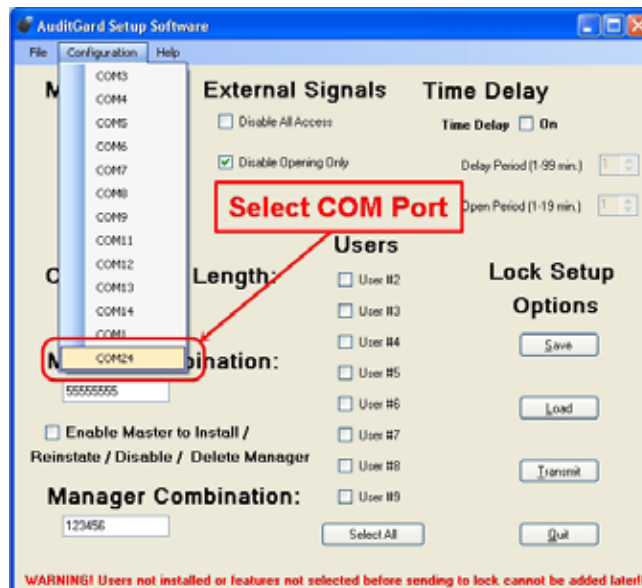 AuditGard Setup Software
File Configuration Help
COM3
COM4
COM5
COM6
COM7
COM8
COM9
COM11
COM12
COM13
COM14
COM1
COM24
External Signals
Disable All Access
Disable Opening Only
Time Delay
Time Delay On
Delay Period (1-99 min.) 1
Open Period (1-19 min.) 1
Select COM Port
Length:
Users
User #2
User #3
User #4
User #5
User #6
User #7
User #8
User #9
Select All
bination:
55555555
Enable Master to Install /
Reinstate / Disable / Delete Manager
Manager Combination:
123456
Lock Setup
Options
Save
Load
Transmit
Quit
WARNING! Users not installed or features not selected before sending to lock cannot be added later!